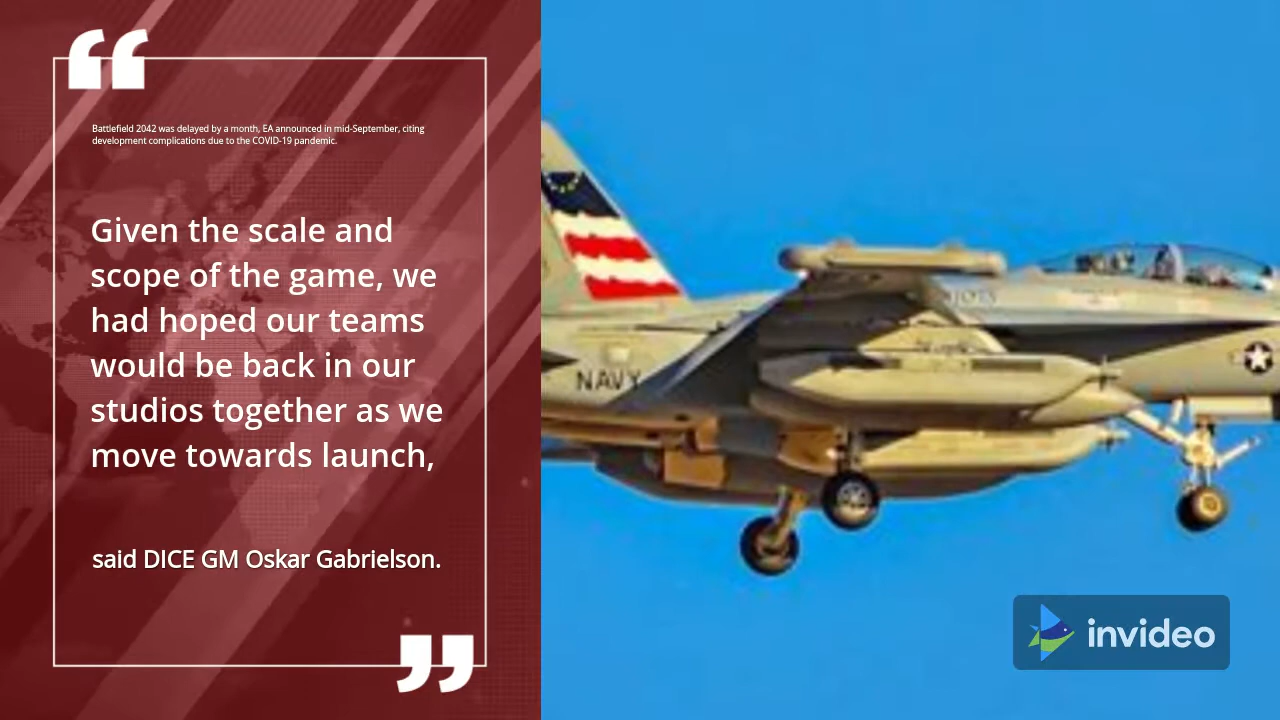 Battlefield 2042 was delayed by a month, EA announced in mid-September, citing
development complications due to the COVID-19 pandemic.
Given the scale and
scope of the game, we
had hoped our teams
would be back in our
studios together as we
move towards launch,
said DICE GM Oskar Gabrielson.
NAVY
invideo